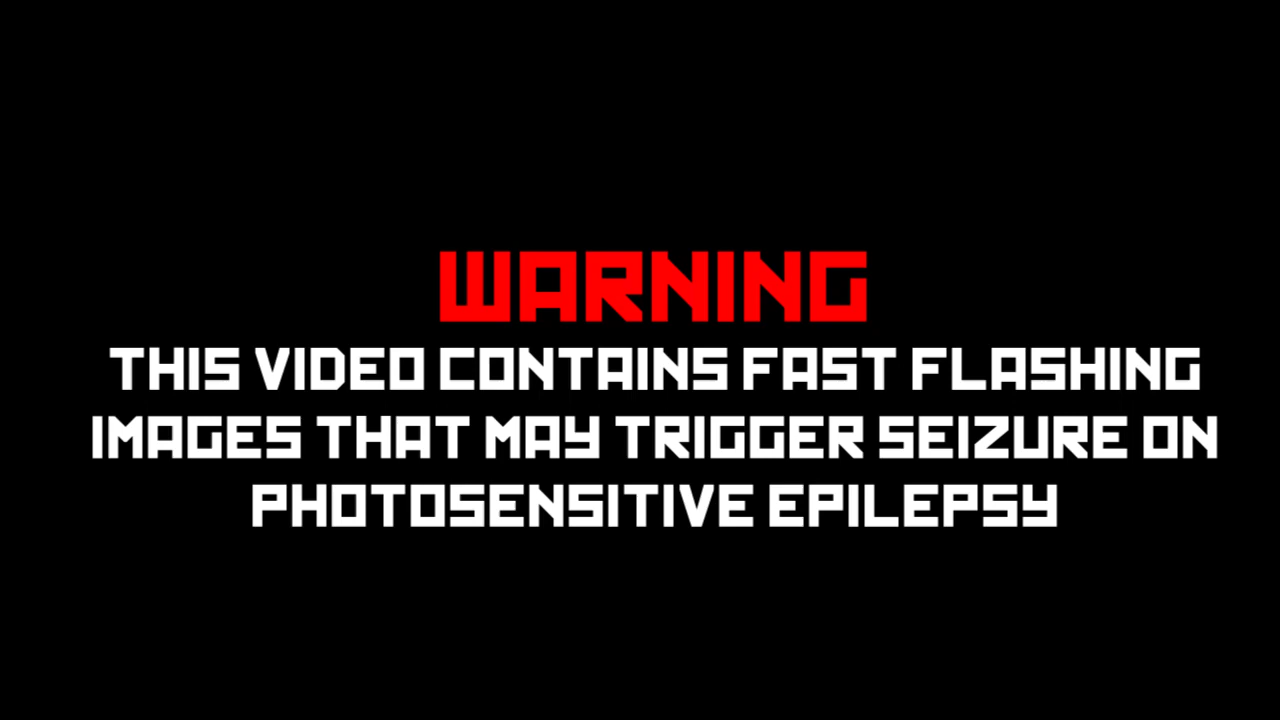 WARNING
THIS VIDEO CONTAINS FAST FLASHING
IMAGES THAT MAY TRIGGER SEIZURE ON
PHOTOSENSITIVE EPILEPSY